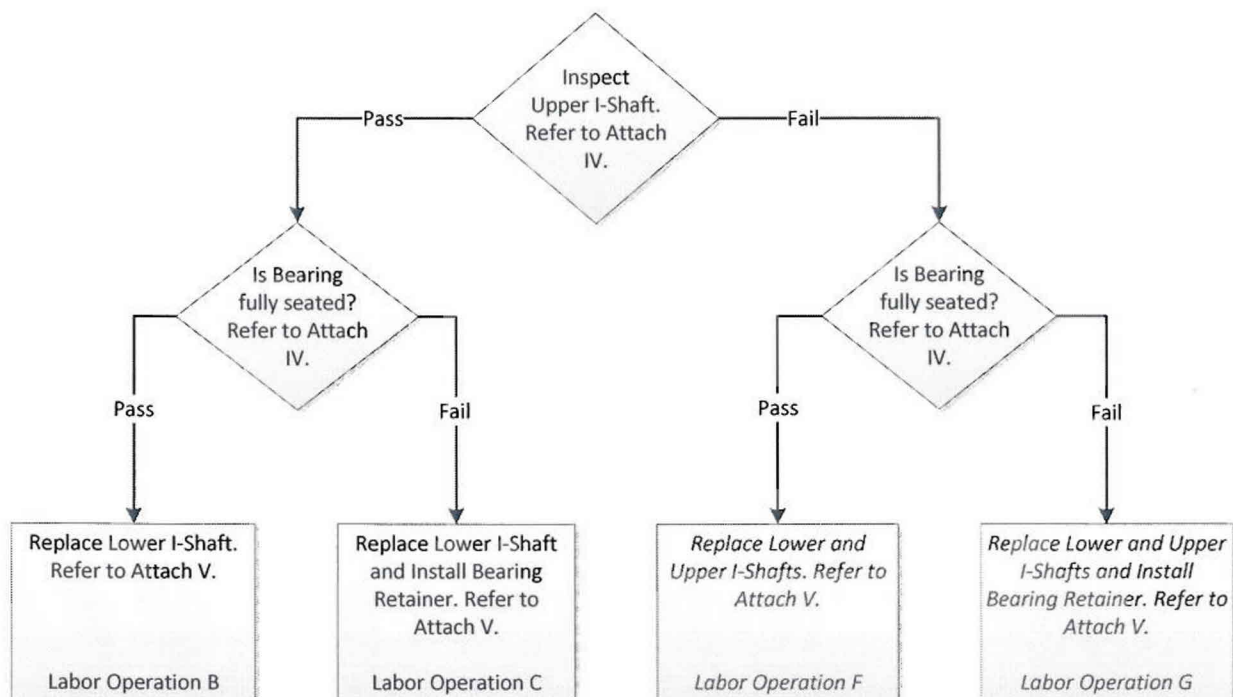 Inspect
Upper I-Shaft.
Refer to Attach
IV.
Pass
Fail
Is Bearing
fully seated?
Refer to Attach
IV.
Is Bearing
fully seated?
Refer to Attach
IV.
Pass
Fail
Pass
Fail
Replace Lower I-Shaft.
Refer to Attach V.
Labor Operation B
Replace Lower I-Shaft
and Install Bearing
Retainer. Refer to
Attach V.
Labor Operation C
Replace Lower and
Upper I-Shafts. Refer to
Attach V.
Labor Operation F
Replace Lower and Upper
I-Shafts and Install
Bearing Retainer. Refer to
Attach V.
Labor Operation G